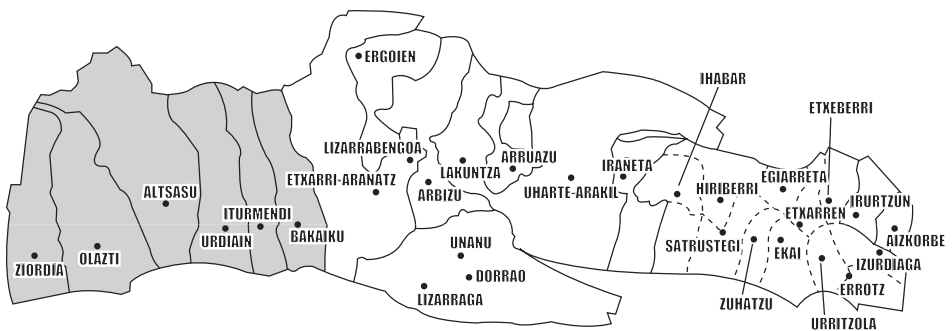 ERGOIEN
IHABAR
ETXEBERRI
LIZARRABENGOA
ARRUAZU
LAKUNTZA
IRANETA
EGIARRETA
ETXARRI-ARANATZ
ALTSASU
ARBIZU
UHARTE-ARAKIL
HIRIBERRI
IRURTZUN
ITURMENDI
ETXARREN
URDIAIN
BAKAIKU
UNANU
SATRUSTEGI
EKAI
AIZKORBE
ZIORDIA
OLAZTI
DORRAO
IZURDIAGA
LIZARRAGA
ZUHATZU
ERROTZ
URRITZOLA